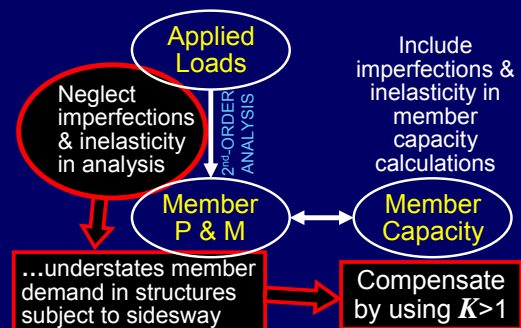 Applied
Loads
Include
imperfections &
inelasticity in
member
capacity
calculations
Neglect
imperfections
& inelasticity
in analysis
2nd-ORDER
ANALYSIS
Member
P & M
Member
Capacity
...understates member
demand in structures
subject to sidesway
Compensate
by using K>1